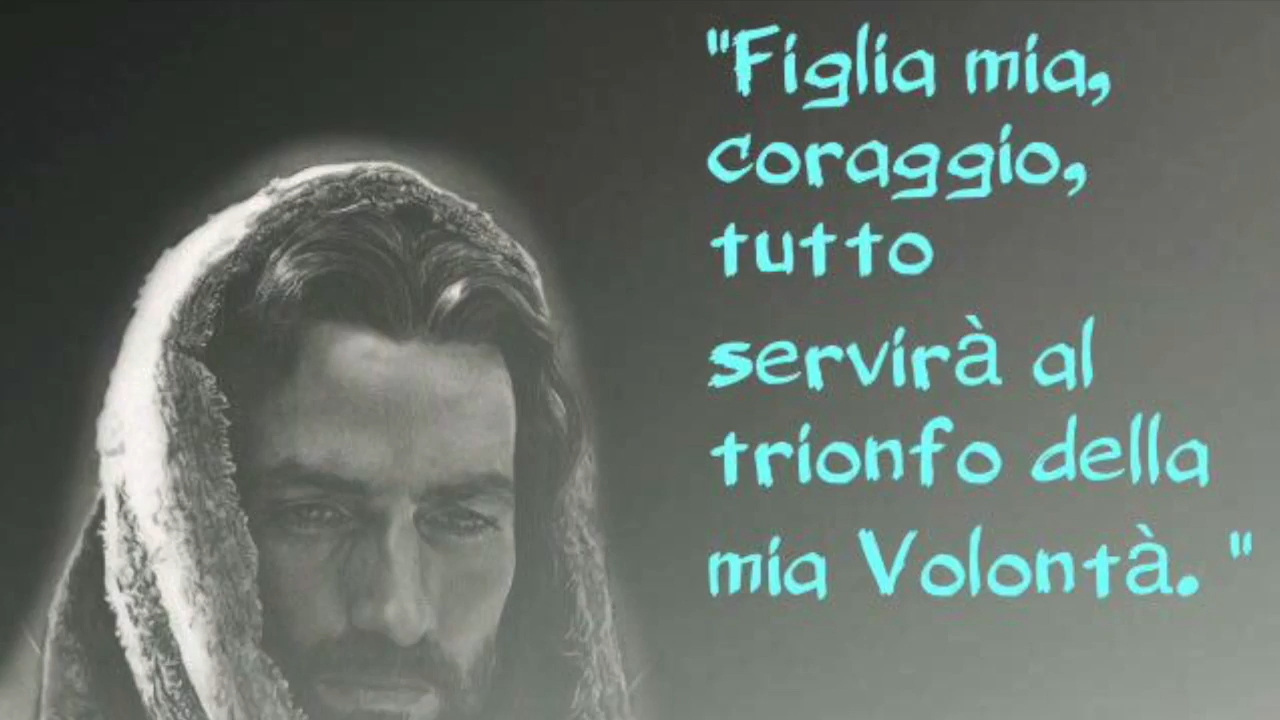 "Figlia mia,
coraggio,
tutto
servirà al
trionfo della
mia Volontà. "